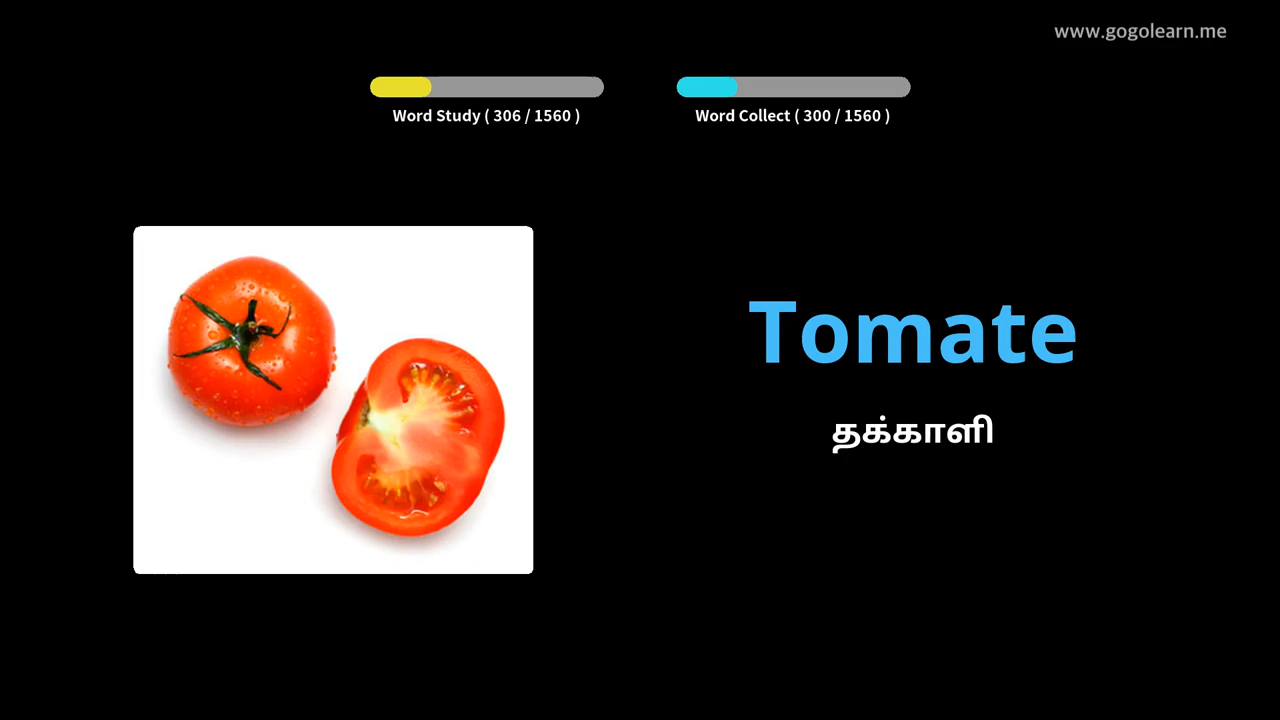 www.gogolearn.me
Word Study ( 306 / 1560 )
Word Collect ( 300 / 1560 )
Tomate
தக்காளி